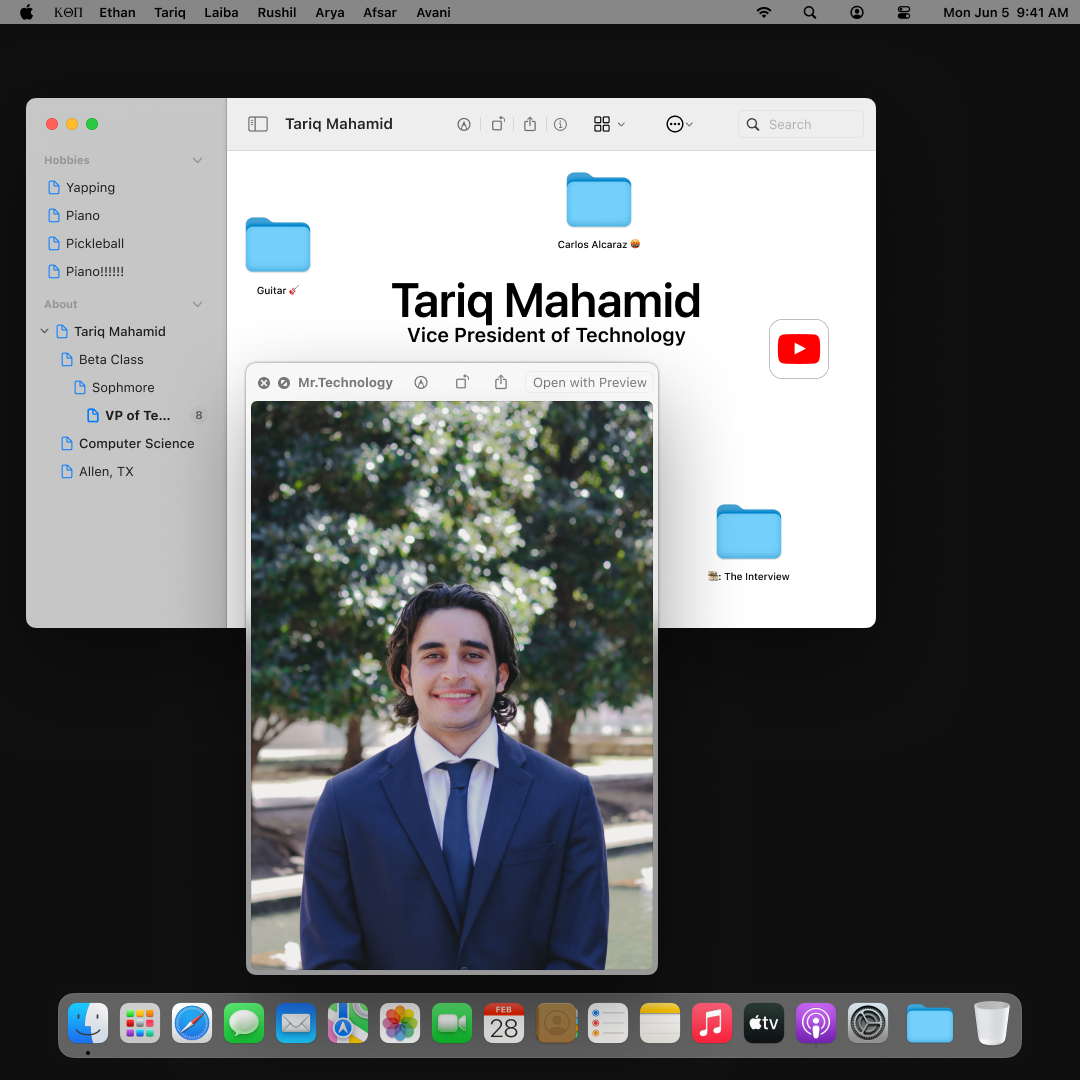 ΚΘΠ Ethan Tariq Laiba Rushil Arya Afsar Avani Mon Jun 5 9:41 AM
Tariq Mahamid
Search
Hobbies
Yapping
Piano
Pickleball
Piano!!!!!!
About
Tariq Mahamid
Beta Class
Sophmore
VP of Te... 8
Computer Science
Allen, TX
Carlos Alcaraz
Guitar
Tariq Mahamid
Vice President of Technology
Mr.Technology
Open with Preview
: The Interview
FEB
28
tv